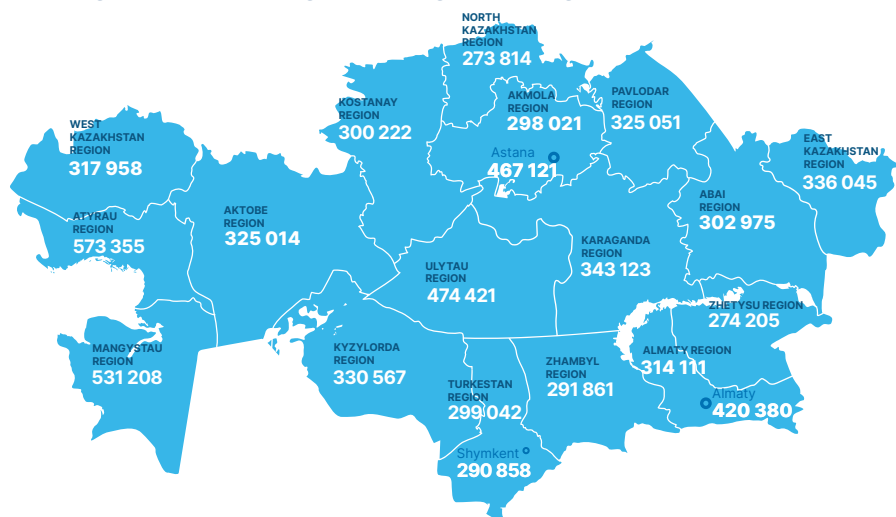 NORTH
KAZAKHSTAN
REGION
273 814
KOSTANAY
REGION
300 222
AKMOLA
REGION
298 021
PAVLODAR
REGION
325 051
WEST
KAZAKHSTAN
REGION
317 958
EAST
KAZAKHSTAN
REGION
336 045
Astana
467 121
ATYRAU
REGION
573 355
AKTOBE
REGION
325 014
ABAI
REGION
302 975
ULYTAU
REGION
474 421
KARAGANDA
REGION
343 123
ZHETYSU REGION
274 205
MANGYSTAU
REGION
531 208
KYZYLORDA
REGION
330 567
TURKESTAN
REGION
299 042
ZHAMBYL
REGION
291 861
ALMATY REGION
314 111
Almaty
420 380
Shymkent
290 858